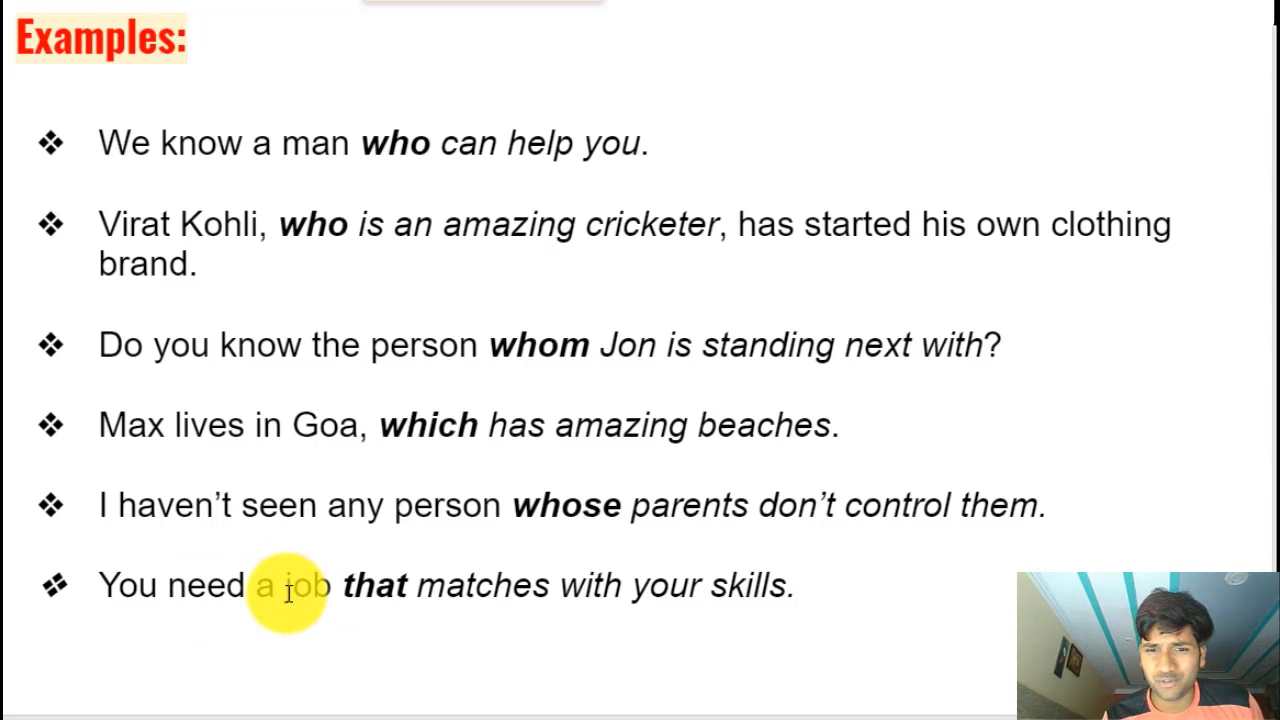 Examples:
We know a man who can help you.
Virat Kohli, who is an amazing cricketer, has started his own clothing
brand.
Do you know the person whom Jon is standing next with?
Max lives in Goa, which has amazing beaches.
I haven’t seen any person whose parents don’t control them.
You need a job that matches with your skills.